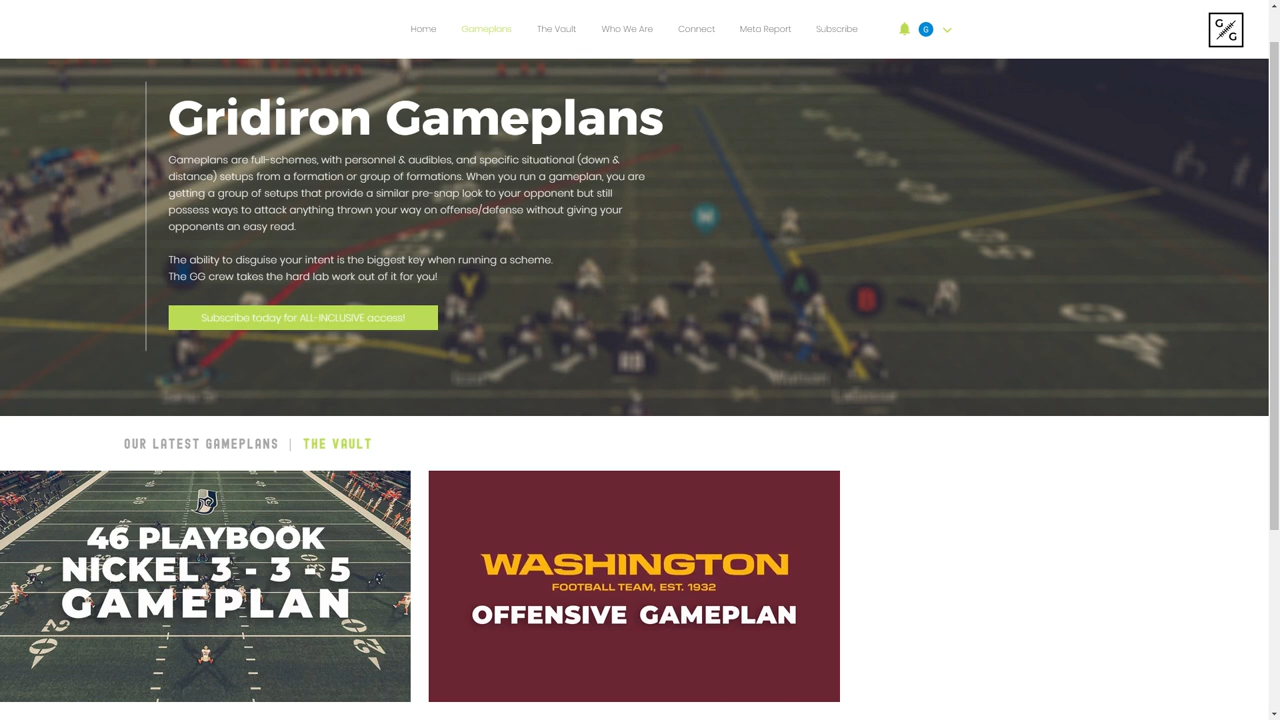 Home
Gameplans
The Vault
Who We Are
Connect
Meta Report
Subscribe
G
G
G
Gridiron Gameplans
Gameplans are full-schemes, with personnel & audibles, and specific situational (down &
distance) setups from a formation or group of formations. When you run a gameplan, you are
getting a group of setups that provide a similar pre-snap look to your opponent but still
possess ways to attack anything thrown your way on offense/defense without giving your
opponents an easy read.
The ability to disguise your intent is the biggest key when running a scheme.
The GG crew takes the hard lab work out of it for you!
Subscribe today for ALL-INCLUSIVE access!
Y
A
B
RB
OUR LATEST GAMEPLANS | THE VAULT
46 PLAYBOOK
NICKEL 3 - 3 - 5
GAMEPLAN
WASHINGTON
FOOTBALL TEAM, EST. 1932
OFFENSIVE GAMEPLAN